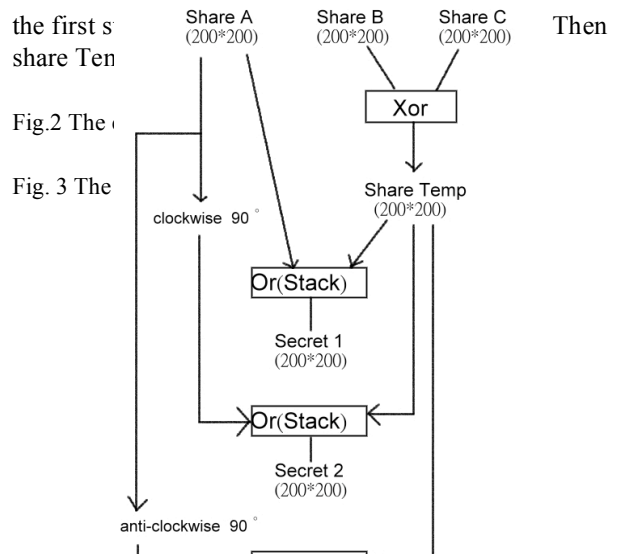 the first Share A Share B Share C Then
(200*200) (200*200) (200*200)
share
Xor
Fig.2 The
Fig. 3 The
Share Temp
(200*200)
clockwise 90 °
Or(Stack)
Secret 1
(200*200)
Or(Stack)
Secret 2
(200*200)
anti-clockwise 90 °